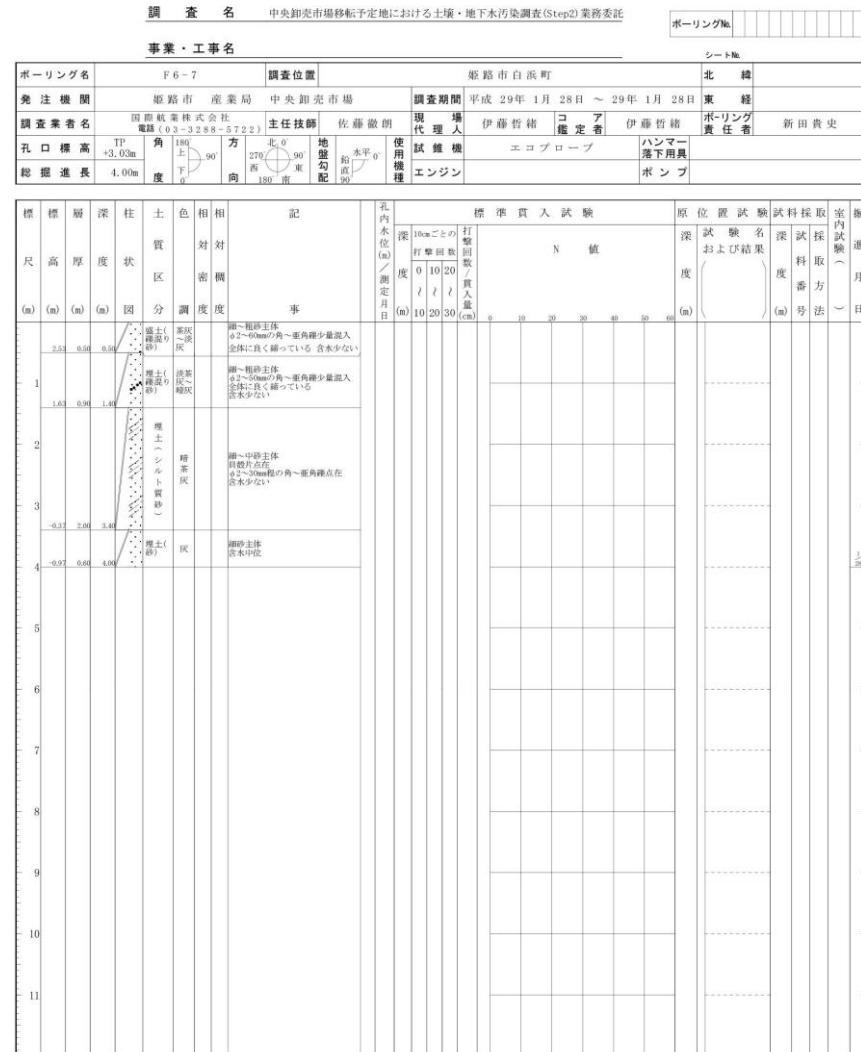 調 査 名 中央卸売市場移転予定地における土壌・地下水汚染調査(Step2)業務委託
ボーリングNo.
事業・工事名
シートNo.
ボーリング名 F6-7 調査位置 姫路市白浜町 北緯
発注機関 姫路市 産業局 中央卸売市場 調査期間 平成 29年 1月 28日 ~ 29年 1月 28日 東経
調査業者名 国際航業株式会社 電話(03-3288-5722) 主任技師 佐藤徹朗 現場代理人 伊藤哲緒 コア鑑定者 伊藤哲緒 ボーリング責任者 新田貴史
孔口標高 TP +3.03m 角度 180° 上 90° 下 0° 方向 北 0° 270° 西 90° 東 180° 南 地盤勾配 水平 0° 鉛直 90° 使用機種 試錐機 エコプローブ ハンマー落下用具
総掘進長 4.00m エンジン ポンプ
標尺(m) 標高(m) 層厚(m) 深度(m) 柱状図 土質区分 色調 相対密度 相対稠度 記事 孔内水位(m)/測定月日 標準貫入試験 原位置試験 試料採取 室内試験( ) 掘進月日
深度(m) 10cmごとの打撃回数 0~10 10~20 20~30 打撃回数/貫入量(cm) N値 深度(m) 試験名および結果 深度(m) 試料番号 採取方法
0 10 20 30 40 50 60
2.53 0.50 0.50 盛土(礫混り砂) 茶灰~淡灰 細~粗砂主体
φ2~60mmの角~亜角礫少量混入
全体に良く締っている 含水少ない
1
1.63 0.90 1.40 埋土(礫混り砂) 淡茶灰~暗灰 細~粗砂主体
φ2~50mmの角~亜角礫少量混入
全体に良く締っている
含水少ない
2
3
-0.37 2.00 3.40 埋土(シルト質砂) 暗茶灰 細~中砂主体
貝殻片点在
φ2~30mm程の角~亜角礫点在
含水少ない
4 -0.97 0.60 4.00 埋土(砂) 灰 細砂主体
含水中位
5
6
7
8
9
10
11